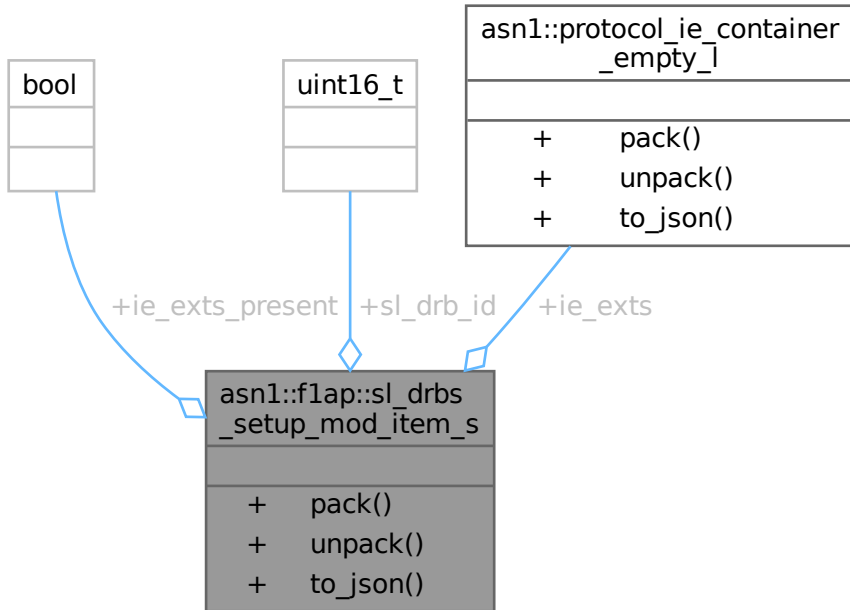 asn1::protocol_ie_container
_empty_l
bool
uint16_t
+ pack()
+ unpack()
+ to_json()
+ie_exts_present
+sl_drb_id
+ie_exts
asn1::f1ap::sl_drbs
_setup_mod_item_s
+ pack()
+ unpack()
+ to_json()